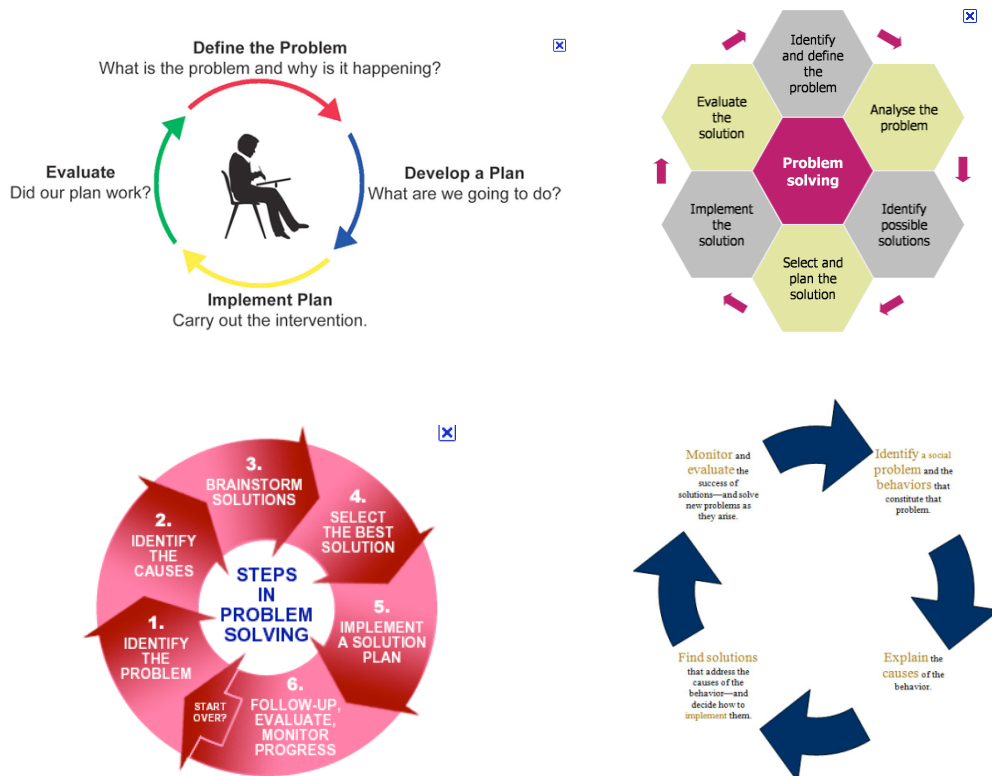 Define the Problem
What is the problem and why is it happening?
Develop a Plan
What are we going to do?
Implement Plan
Carry out the intervention.
Evaluate
Did our plan work?
Problem
solving
Identify
and define
the
problem
Analyse the
problem
Identify
possible
solutions
Select and
plan the
solution
Implement
the
solution
Evaluate
the
solution
STEPS
IN
PROBLEM
SOLVING
1.
IDENTIFY
THE
PROBLEM
2.
IDENTIFY
THE
CAUSES
3.
BRAINSTORM
SOLUTIONS
4.
SELECT
THE BEST
SOLUTION
5.
IMPLEMENT
A SOLUTION
PLAN
6.
FOLLOW-UP,
EVALUATE,
MONITOR
PROGRESS
START
OVER?
Identify a social
problem and the
behaviors that
constitute that
problem.
Explain the
causes of the
behavior.
Find solutions
that address the
causes of the
behavior—and
decide how to
implement them.
Monitor and
evaluate the
success of
solutions—and solve
new problems as
they arise.